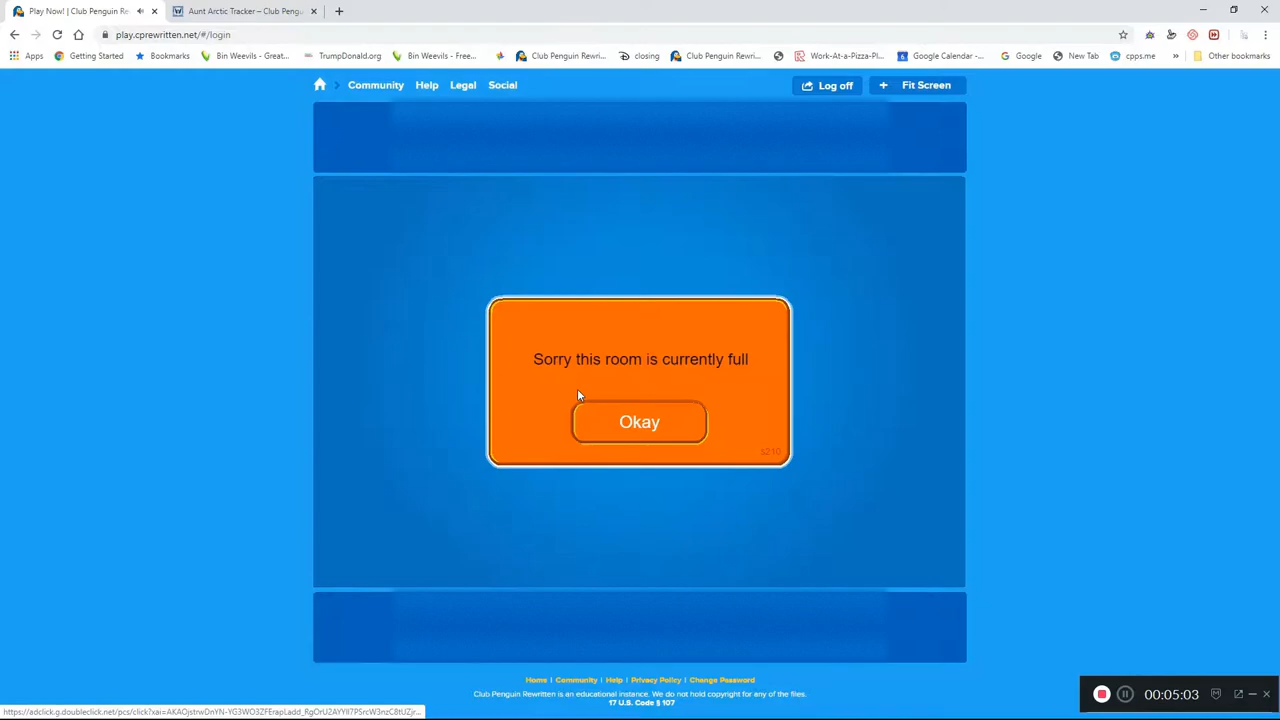 Play Now! | Club Penguin Re
Aunt Arctic Tracker – Club Pengu
play.cprewritten.net/#/login
Apps
Getting Started
Bookmarks
Bin Weevils - Great...
TrumpDonald.org
Bin Weevils - Free...
Club Penguin Rewri...
closing
Club Penguin Rewri...
Work-At-a-Pizza-Pl...
Google Calendar -...
Google
New Tab
cpps.me
»
Other bookmarks
Community
Help
Legal
Social
Log off
+ Fit Screen
Sorry this room is currently full
Okay
s210
Home | Community | Help | Privacy Policy | Change Password
Club Penguin Rewritten is an educational instance. We do not hold copyright for any of the files.
17 U.S. Code § 107
00:05:03